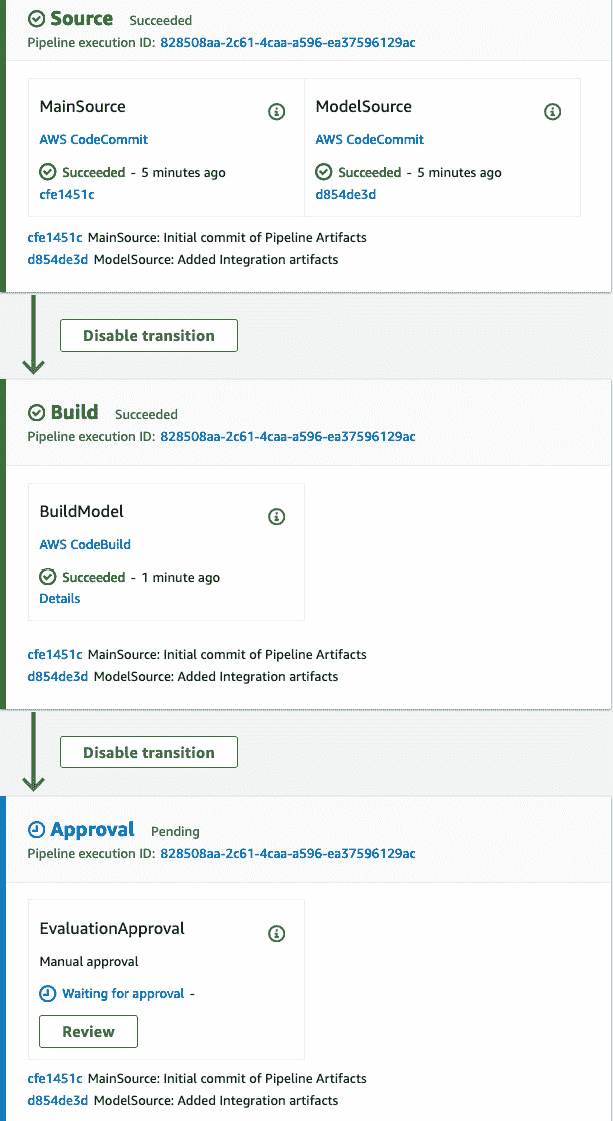 Source Succeeded
Pipeline execution ID: 828508aa-2c61-4caa-a596-ea37596129ac
MainSource
AWS CodeCommit
Succeeded - 5 minutes ago
cfe1451c
ModelSource
AWS CodeCommit
Succeeded - 5 minutes ago
d854de3d
cfe1451c MainSource: Initial commit of Pipeline Artifacts
d854de3d ModelSource: Added Integration artifacts
Disable transition
Build Succeeded
Pipeline execution ID: 828508aa-2c61-4caa-a596-ea37596129ac
BuildModel
AWS CodeBuild
Succeeded - 1 minute ago
Details
cfe1451c MainSource: Initial commit of Pipeline Artifacts
d854de3d ModelSource: Added Integration artifacts
Disable transition
Approval Pending
Pipeline execution ID: 828508aa-2c61-4caa-a596-ea37596129ac
EvaluationApproval
Manual approval
Waiting for approval -
Review
cfe1451c MainSource: Initial commit of Pipeline Artifacts
d854de3d ModelSource: Added Integration artifacts